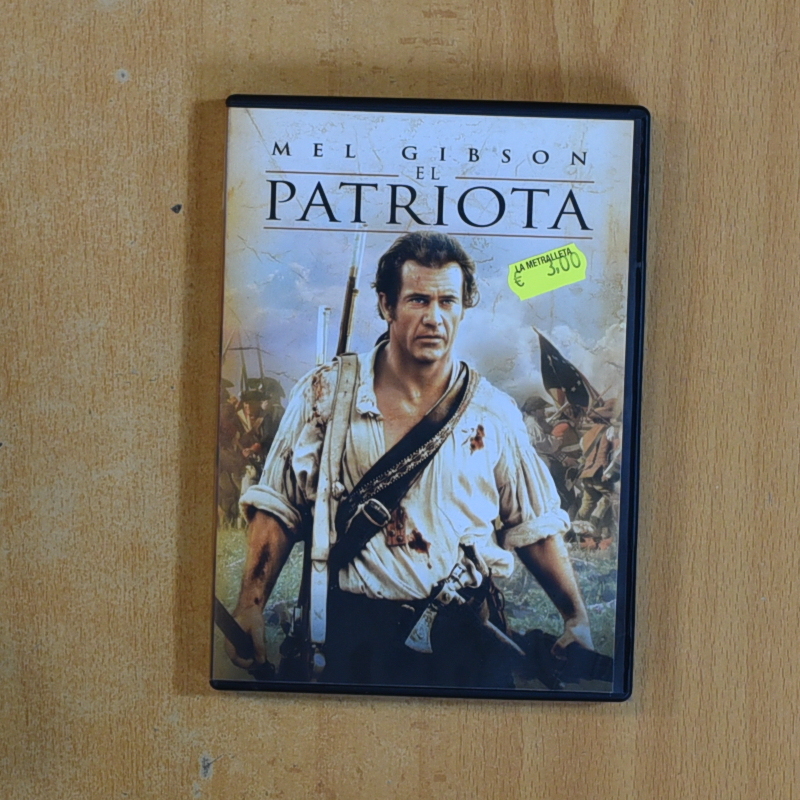 MEL GIBSON
EL
PATRIOTA
LA METRALLETA
€ 3,00